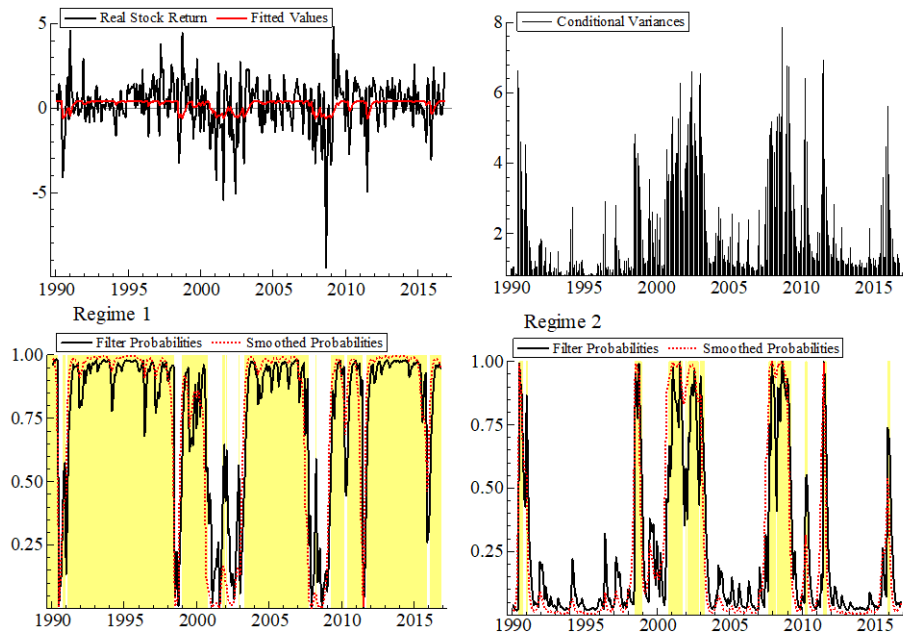 Real Stock Return Fitted Values
5
0
-5
1990 1995 2000 2005 2010 2015
Conditional Variances
8
6
4
2
1990 1995 2000 2005 2010 2015
Regime 1
Filter Probabilities Smoothed Probabilities
1.00
0.75
0.50
0.25
1990 1995 2000 2005 2010 2015
Regime 2
Filter Probabilities Smoothed Probabilities
1.00
0.75
0.50
0.25
1990 1995 2000 2005 2010 2015